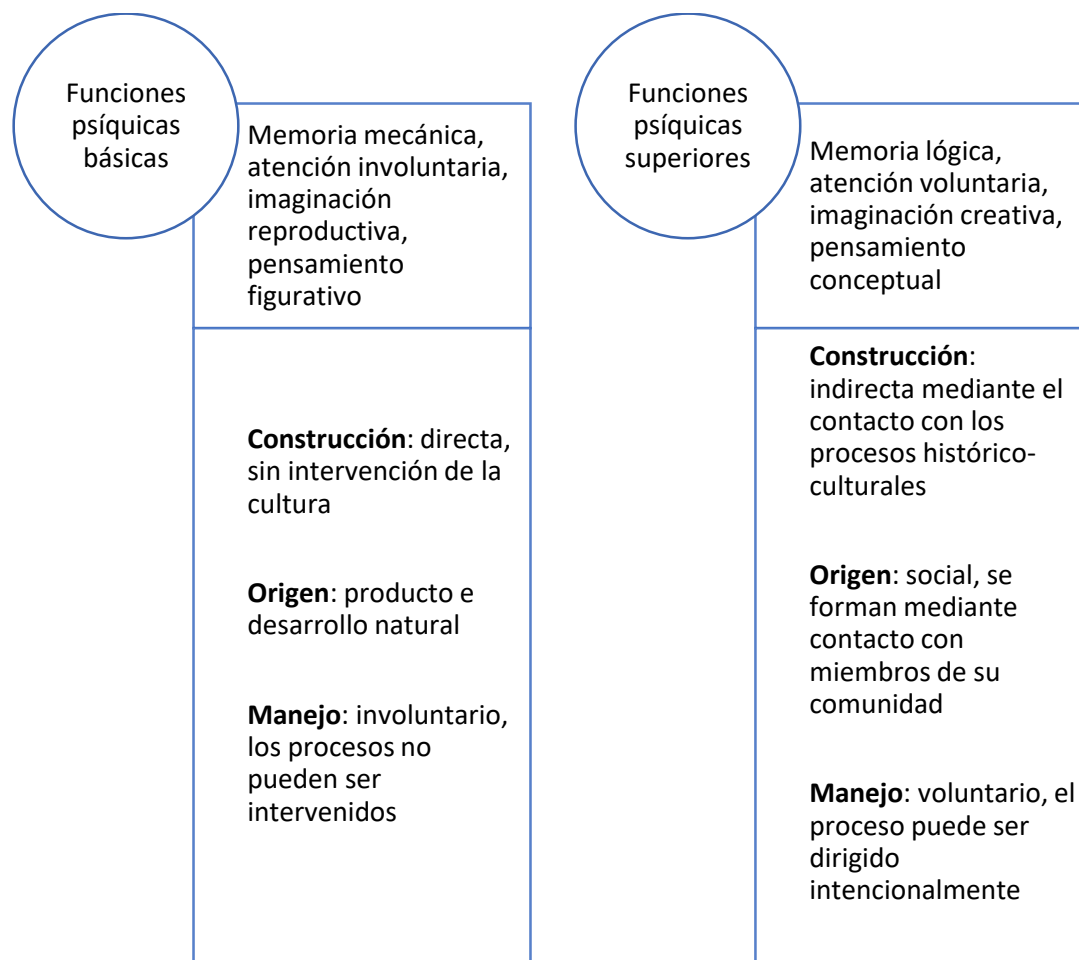 Funciones
psíquicas
básicas
Memoria mecánica,
atención involuntaria,
imaginación
reproductiva,
pensamiento
figurativo
Construcción: directa,
sin intervención de la
cultura
Origen: producto e
desarrollo natural
Manejo: involuntario,
los procesos no
pueden ser
intervenidos
Funciones
psíquicas
superiores
Memoria lógica,
atención voluntaria,
imaginación creativa,
pensamiento
conceptual
Construcción:
indirecta mediante el
contacto con los
procesos histórico-
culturales
Origen: social, se
forman mediante
contacto con
miembros de su
comunidad
Manejo: voluntario, el
proceso puede ser
dirigido
intencionalmente